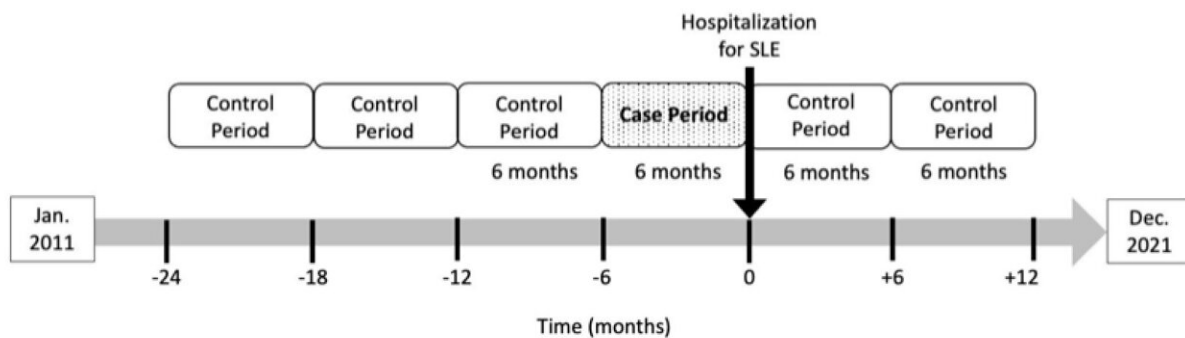 Hospitalization
for SLE
Control
Period
Control
Period
Control
Period
Case Period
Control
Period
Control
Period
6 months
6 months
6 months
6 months
Jan.
2011
Dec.
2021
-24
-18
-12
-6
0
+6
+12
Time (months)